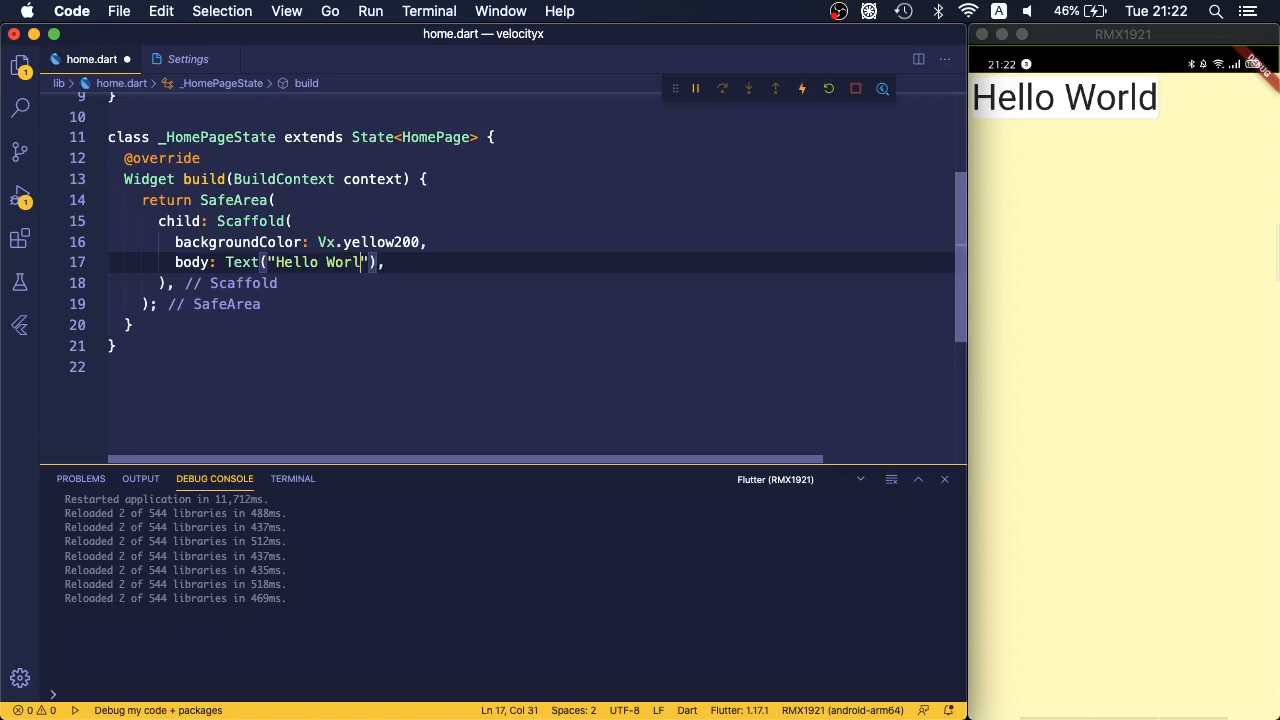 Code File Edit Selection View Go Run Terminal Window Help A 46% Tue 21:22
home.dart — velocityx
RMX1921
home.dart Settings
21:22 3
DEBUG
lib > home.dart > _HomePageState > build
Hello World
9 }
10
11 class _HomePageState extends State<HomePage> {
12 @override
13 Widget build(BuildContext context) {
14 return SafeArea(
15 child: Scaffold(
16 backgroundColor: Vx.yellow200,
17 body: Text("Hello Worl"),
18 ), // Scaffold
19 ); // SafeArea
20 }
21 }
22
1
1
PROBLEMS OUTPUT DEBUG CONSOLE TERMINAL Flutter (RMX1921)
Restarted application in 11,712ms.
Reloaded 2 of 544 libraries in 488ms.
Reloaded 2 of 544 libraries in 437ms.
Reloaded 2 of 544 libraries in 512ms.
Reloaded 2 of 544 libraries in 437ms.
Reloaded 2 of 544 libraries in 435ms.
Reloaded 2 of 544 libraries in 518ms.
Reloaded 2 of 544 libraries in 469ms.
>
0 0 Debug my code + packages Ln 17, Col 31 Spaces: 2 UTF-8 LF Dart Flutter: 1.17.1 RMX1921 (android-arm64)